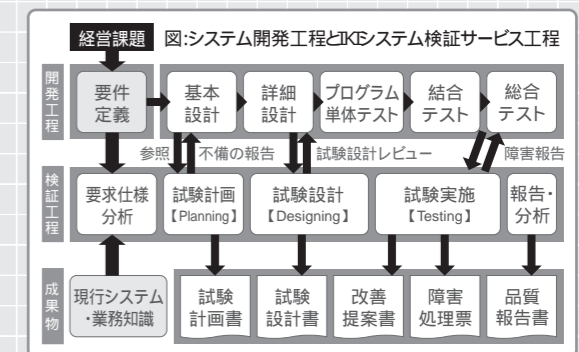 経営課題
図:システム開発工程とIKIシステム検証サービス工程
開発工程
要件
定義
基本
設計
詳細
設計
プログラム
単体テスト
結合
テスト
総合
テスト
参照
不備の報告
試験設計レビュー
障害報告
検証工程
要求仕様
分析
試験計画
【Planning】
試験設計
【Designing】
試験実施
【Testing】
報告・
分析
成果物
現行システム
・業務知識
試験
計画書
試験
設計書
改善
提案書
障害
処理票
品質
報告書